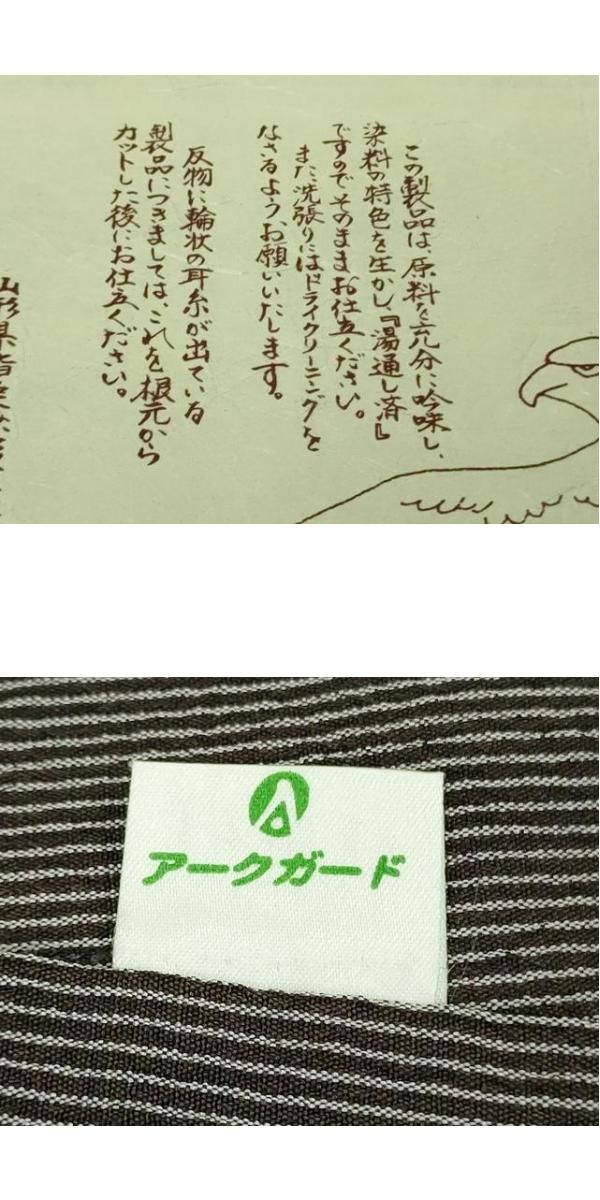 この製品は、原料を充分に吟味し、
染料の特色を生かし、『湯通し済』
ですのでそのままお仕立ください。
また洗張りにはドライクリーニングを
なさるよう、お願いいたします。
反物に輪状の耳糸が出ている
製品につきましては、これを根元から
カットした後にお仕立ください。
山形県
アークガード